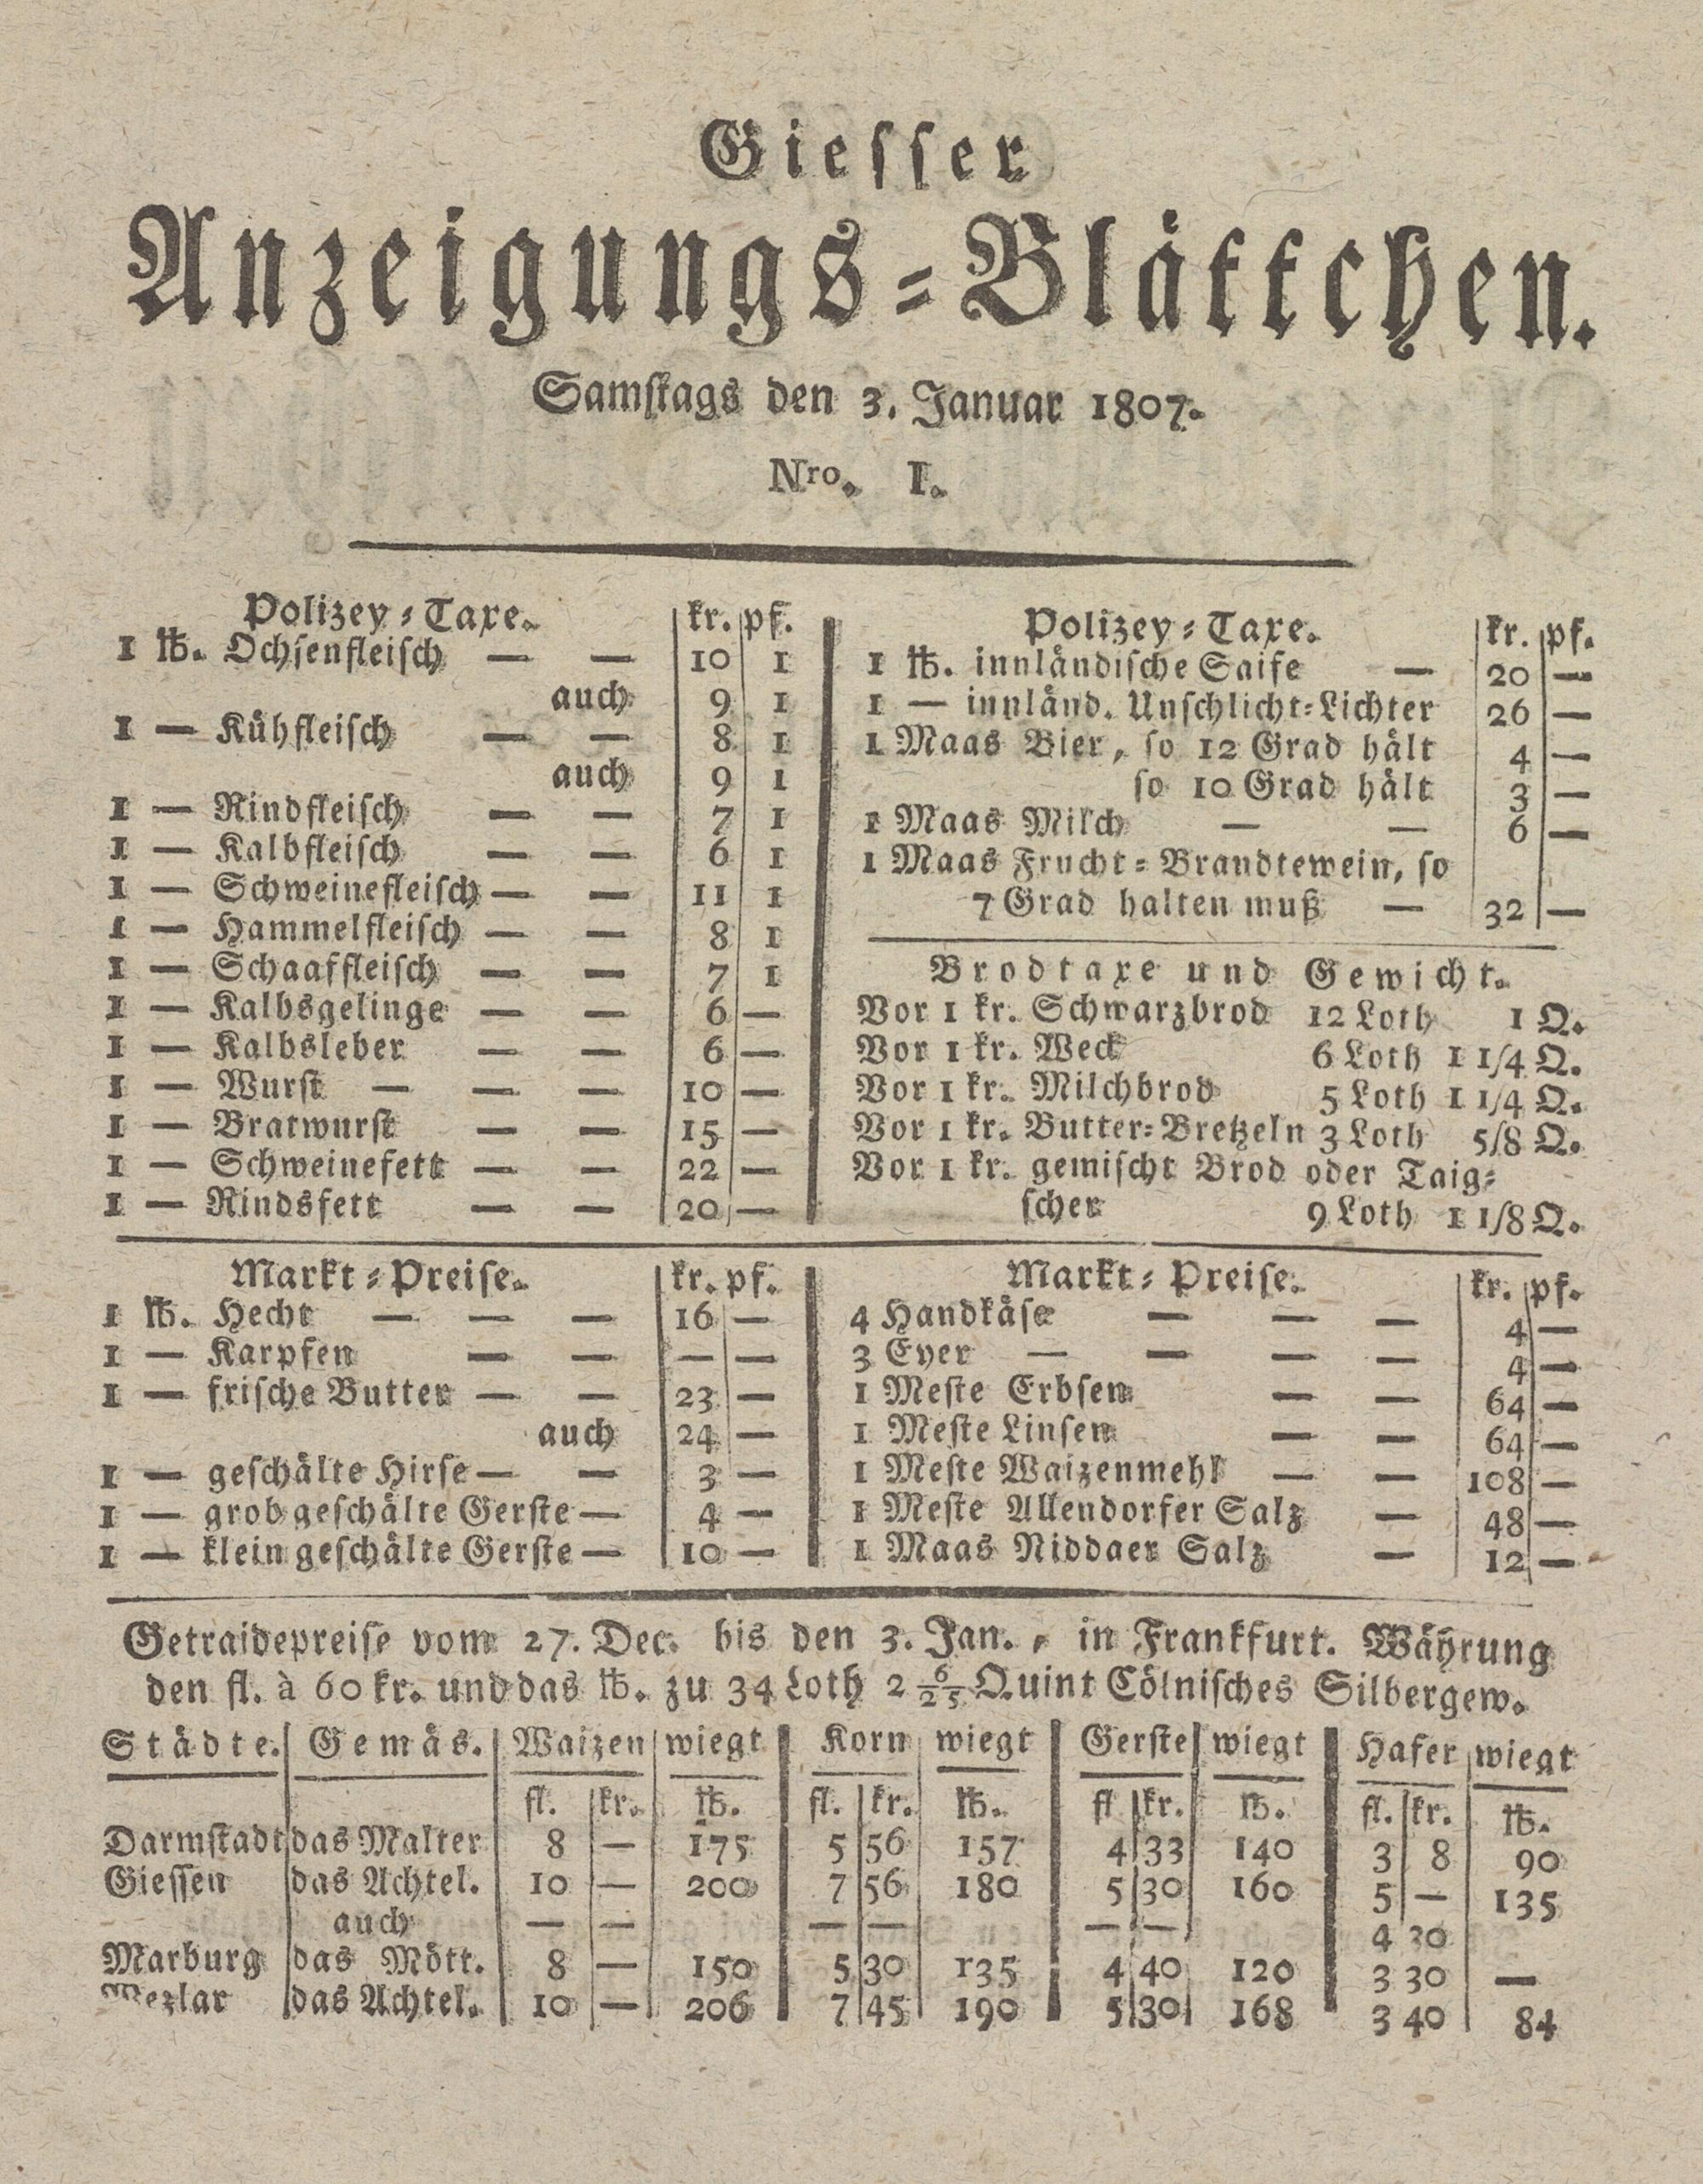 Giesser
Anzeigungs-Blättchen.
Samstags den 3. Januar 1807.
Nro. 1.
Polizey-Taxe. kr. pf.
1 ℔. Ochsenfleisch — — 10 1
auch 9 1
1 — Kühfleisch — — 8 1
auch 9 1
1 — Rindfleisch — — 7 1
1 — Kalbfleisch — — 6 1
1 — Schweinefleisch — — 11 1
1 — Hammelfleisch — — 8 1
1 — Schaaffleisch — — 7 1
1 — Kalbsgelinge — — 6 —
1 — Kalbsleber — — 6 —
1 — Wurst — — — 10 —
1 — Bratwurst — — 15 —
1 — Schweinefett — — 22 —
1 — Rindsfett — — 20 —
Polizey-Taxe. kr. pf.
1 ℔. innländische Saife — 20 —
1 — innländ. Unschlicht-Lichter 26 —
1 Maas Bier, so 12 Grad hält 4 —
so 10 Grad hält 3 —
1 Maas Milch — — 6 —
1 Maas Frucht-Brandtewein, so
7 Grad halten muß — 32 —
Brodtaxe und Gewicht.
Vor 1 kr. Schwarzbrod 12 Loth 1 Q.
Vor 1 kr. Weck 6 Loth 1 1/4 Q.
Vor 1 kr. Milchbrod 5 Loth 1 1/4 Q.
Vor 1 kr. Butter-Bretzeln 3 Loth 5/8 Q.
Vor 1 kr. gemischt Brod oder Taig-
scher 9 Loth 1 1/8 Q.
Markt-Preise. kr. pf.
1 ℔. Hecht — — — 16 —
1 — Karpfen — — — —
1 — frische Butter — — 23 —
auch 24 —
1 — geschälte Hirse — — 3 —
1 — grob geschälte Gerste — 4 —
1 — klein geschälte Gerste — 10 —
Markt-Preise. kr. pf.
4 Handkäse — — — 4 —
3 Eyer — — — — 4 —
1 Meste Erbsen — — 64 —
1 Meste Linsen — — 64 —
1 Meste Waizenmehl — — 108 —
1 Meste Allendorfer Salz — 48 —
1 Maas Niddaer Salz — 12 —
Getraidepreise vom 27. Dec. bis den 3. Jan., in Frankfurt. Währung
den fl. à 60 kr. und das ℔. zu 34 Loth 2 6/25 Quint Cölnisches Silbergew.
Städte. Gemäs. Waizen wiegt Korn wiegt Gerste wiegt Hafer wiegt
fl. kr. ℔. fl. kr. ℔. fl kr. ℔. fl. kr. ℔.
Darmstadt das Malter 8 — 175 5 56 157 4 33 140 3 8 90
Giessen das Achtel. 10 — 200 7 56 180 5 30 160 5 — 135
auch — — — — — — 4 30
Marburg das Mött. 8 — 150 5 30 135 4 40 120 3 30 —
Wezlar das Achtel. 10 — 206 7 45 190 5 30 168 3 40 84